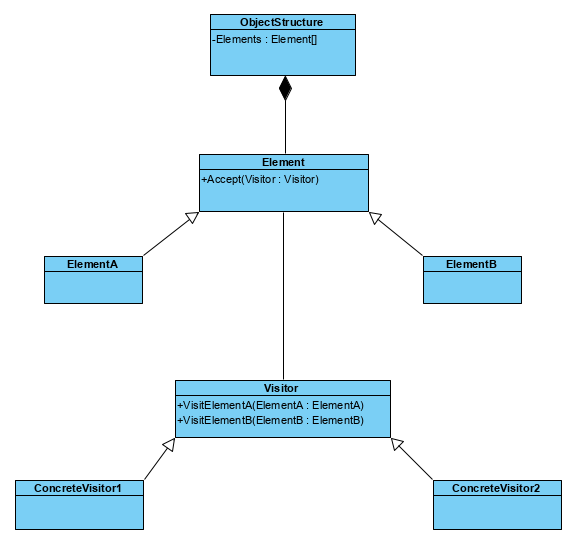 ObjectStructure
-Elements : Element[]
Element
+Accept(Visitor : Visitor)
ElementA
ElementB
Visitor
+VisitElementA(ElementA : ElementA)
+VisitElementB(ElementB : ElementB)
ConcreteVisitor1
ConcreteVisitor2